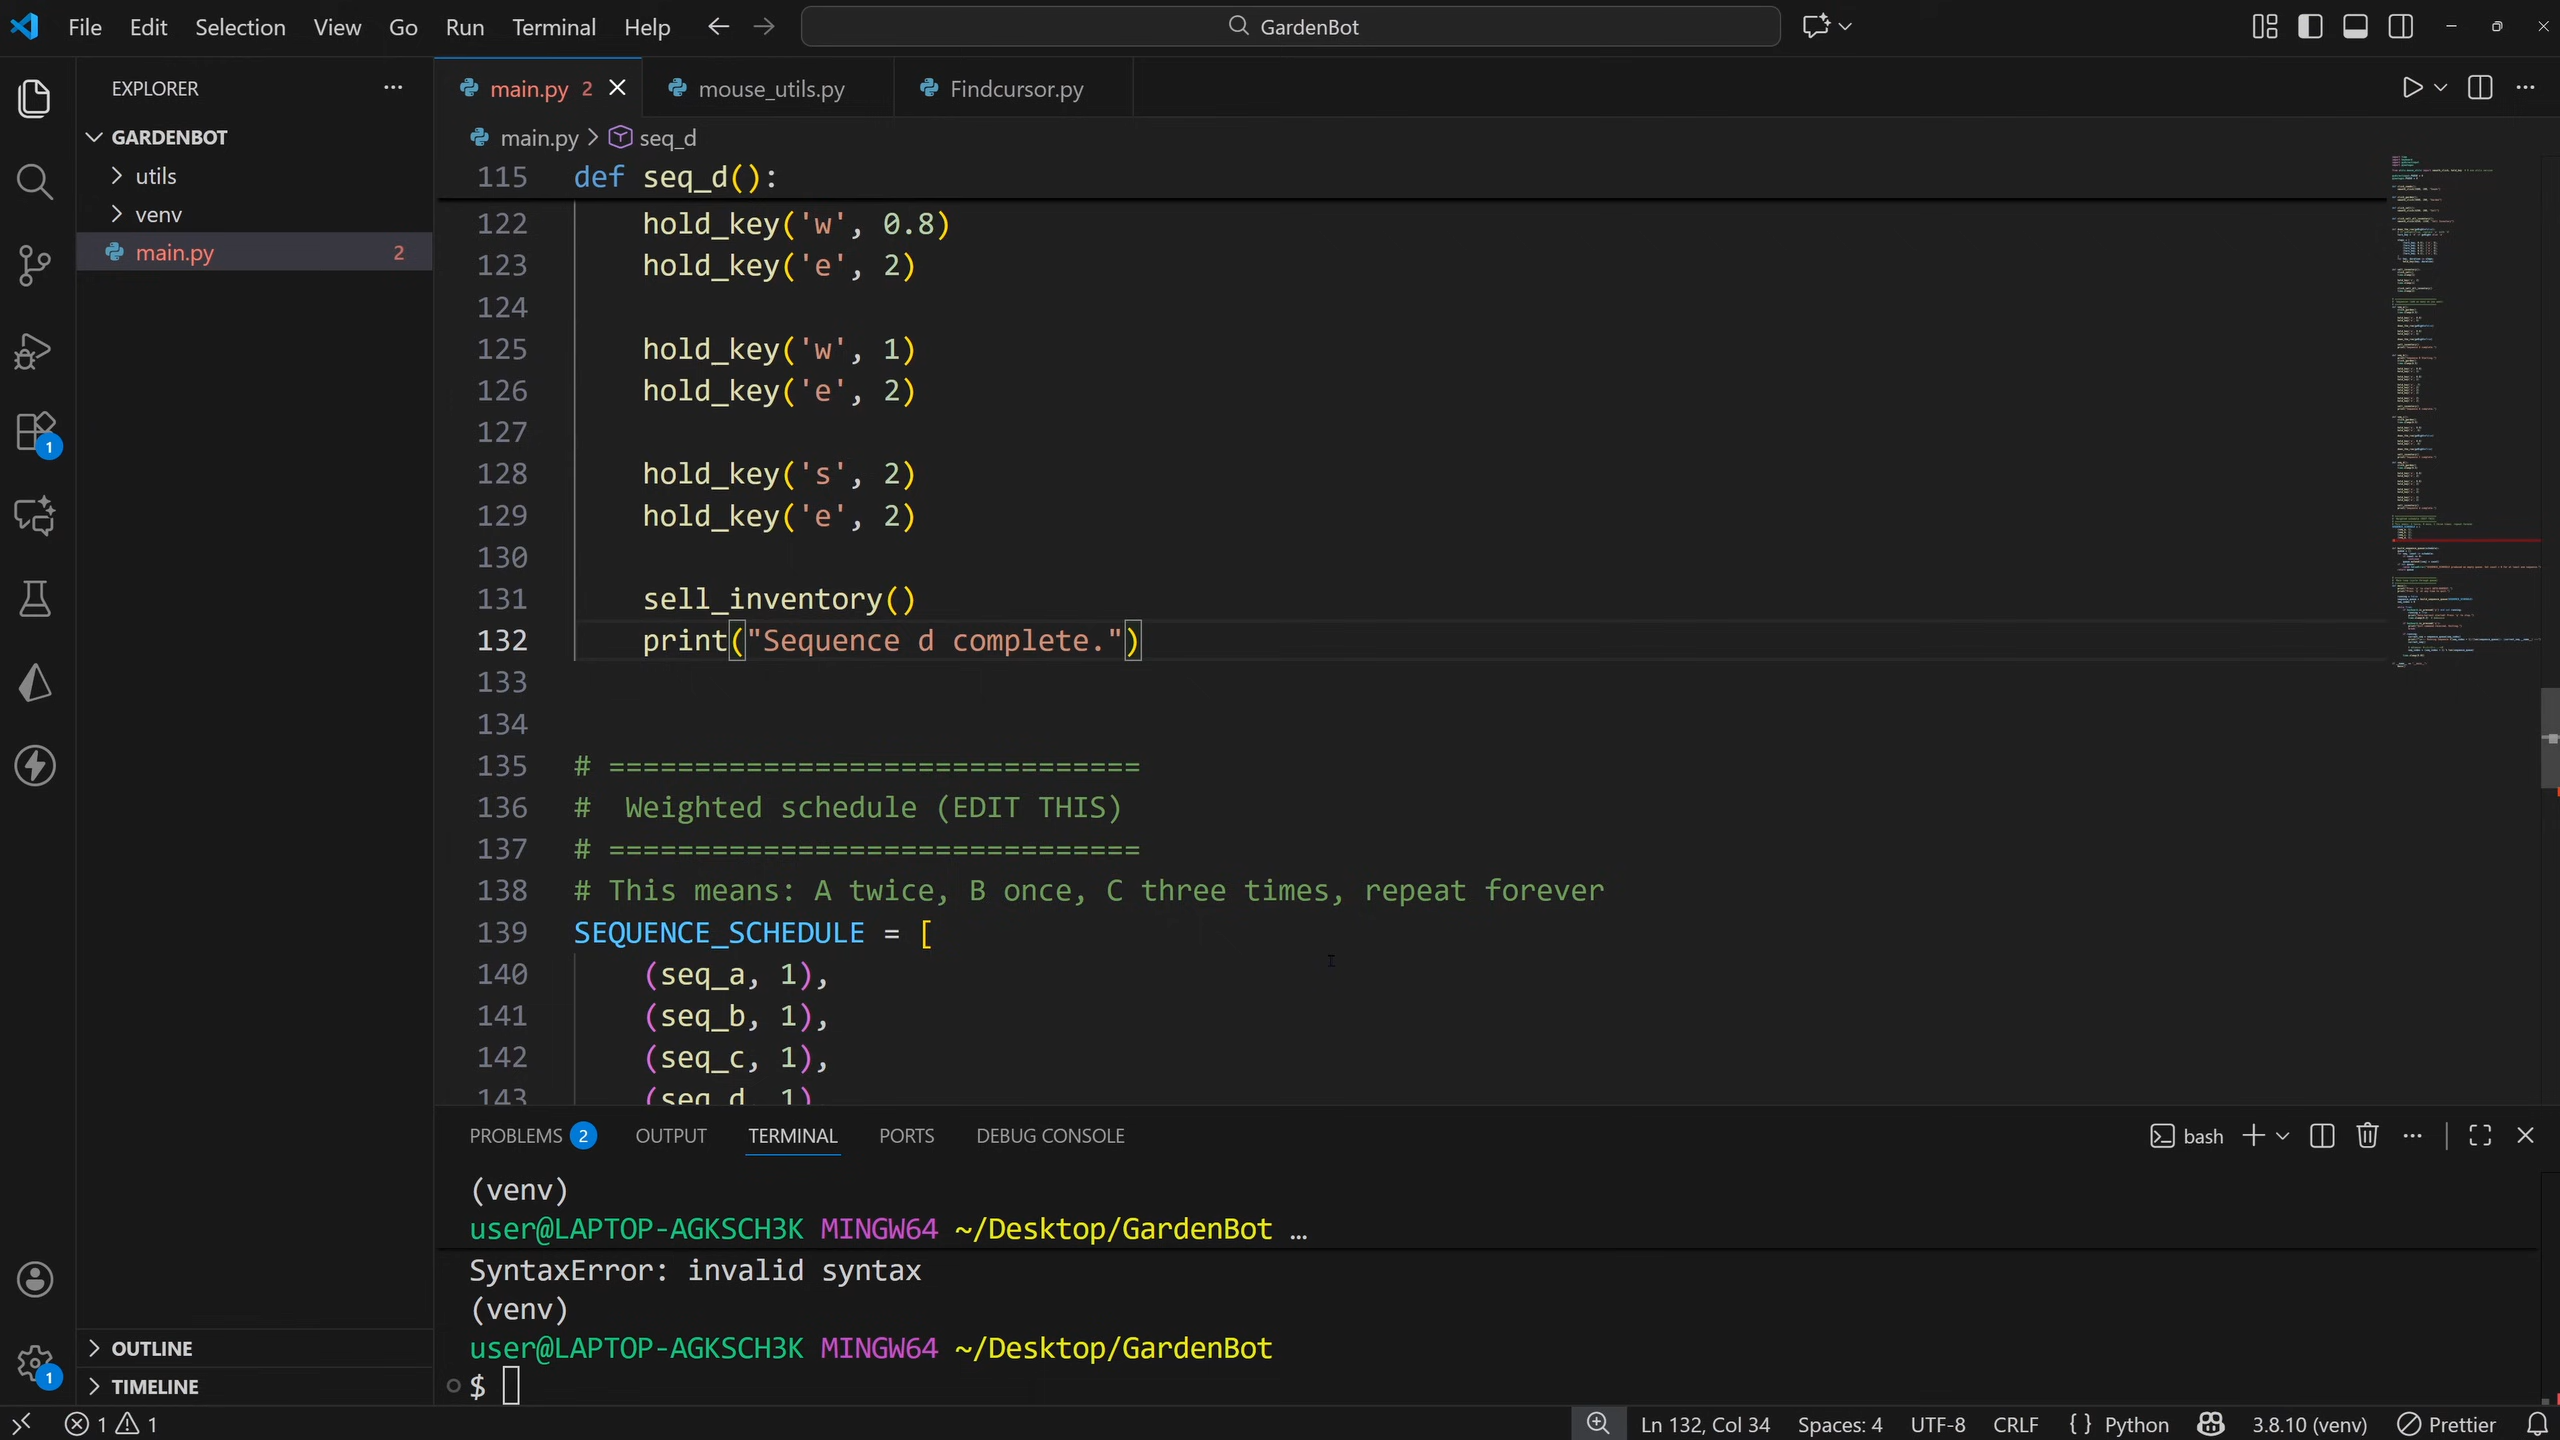 File Edit Selection View Go Run Terminal Help GardenBot
EXPLORER
GARDENBOT
utils
venv
main.py 2
OUTLINE
TIMELINE
main.py 2 mouse_utils.py Findcursor.py
main.py > seq_d
115 def seq_d():
122 hold_key('w', 0.8)
123 hold_key('e', 2)
124
125 hold_key('w', 1)
126 hold_key('e', 2)
127
128 hold_key('s', 2)
129 hold_key('e', 2)
130
131 sell_inventory()
132 print("Sequence d complete.")
133
134
135 # ===============================
136 # Weighted schedule (EDIT THIS)
137 # ===============================
138 # This means: A twice, B once, C three times, repeat forever
139 SEQUENCE_SCHEDULE = [
140 (seq_a, 1),
141 (seq_b, 1),
142 (seq_c, 1),
143 (seq_d, 1)
PROBLEMS 2 OUTPUT TERMINAL PORTS DEBUG CONSOLE bash
(venv)
user@LAPTOP-AGKSCH3K MINGW64 ~/Desktop/GardenBot …
SyntaxError: invalid syntax
(venv)
user@LAPTOP-AGKSCH3K MINGW64 ~/Desktop/GardenBot
$
1
1
1 1 Ln 132, Col 34 Spaces: 4 UTF-8 CRLF {} Python 3.8.10 (venv) Prettier